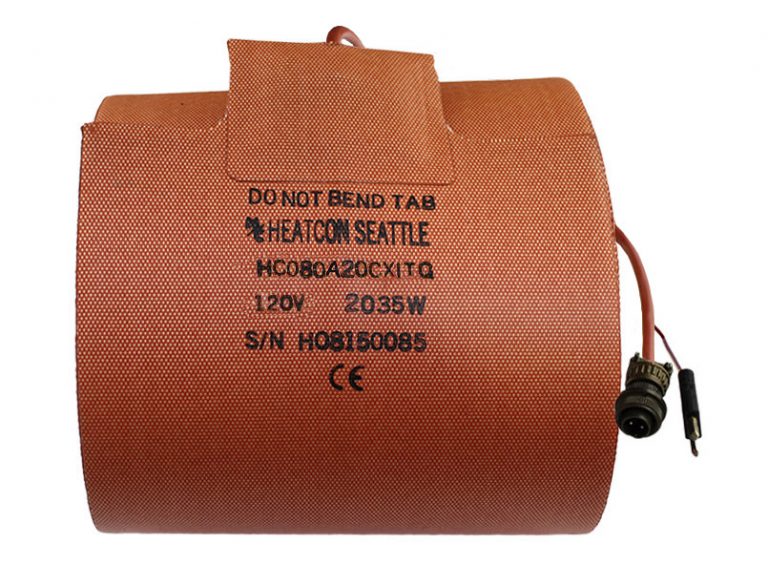 DO NOT BEND TAB
HEATCON SEATTLE
HC080A20CXITQ
120V 2035W
S/N H08150085
CE